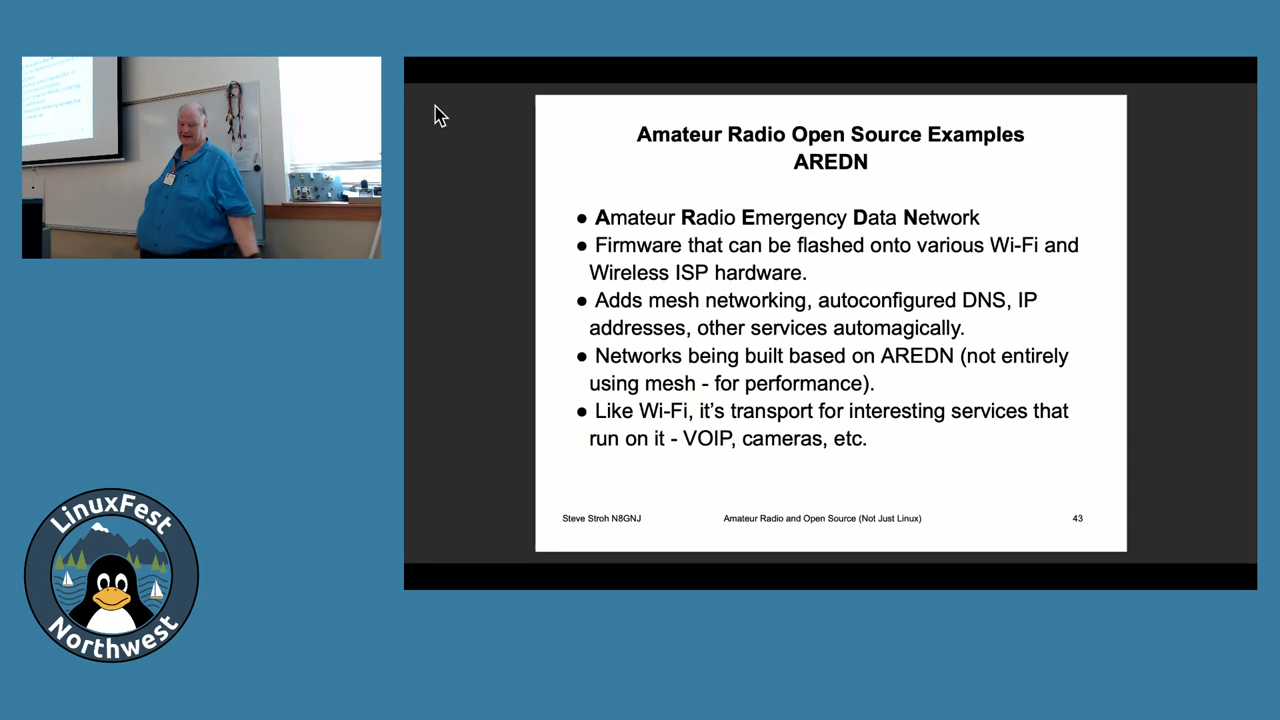 Amateur Radio Open Source Examples
AREDN
● Amateur Radio Emergency Data Network
● Firmware that can be flashed onto various Wi-Fi and
Wireless ISP hardware.
● Adds mesh networking, autoconfigured DNS, IP
addresses, other services automagically.
● Networks being built based on AREDN (not entirely
using mesh - for performance).
● Like Wi-Fi, it's transport for interesting services that
run on it - VOIP, cameras, etc.
Steve Stroh N8GNJ
Amateur Radio and Open Source (Not Just Linux)
43
LinuxFest
Northwest